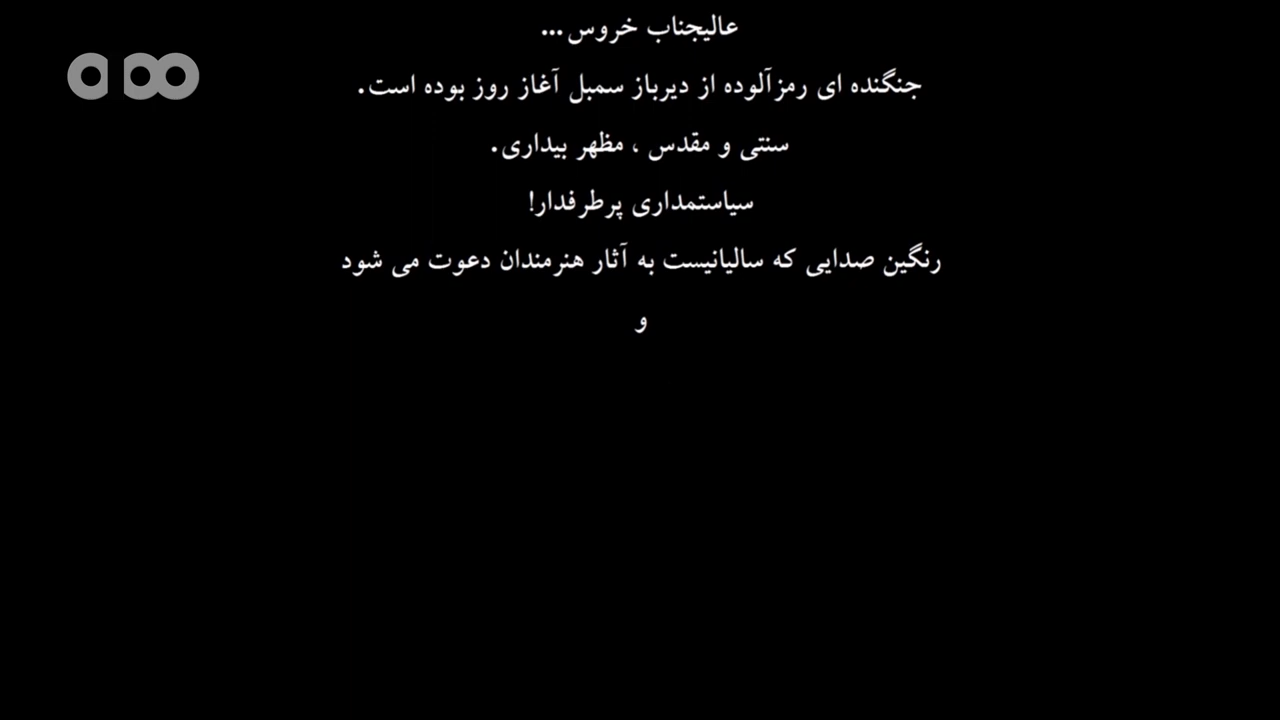 عالیجناب خروس...
جنگنده ای رمزآلوده از دیرباز سمبل آغاز روز بوده است.
سنتی و مقدس ، مظهر بیداری.
سیاستمداری پرطرفدار!
رنگین صدایی که سالیانیست به آثار هنرمندان دعوت می شود
و